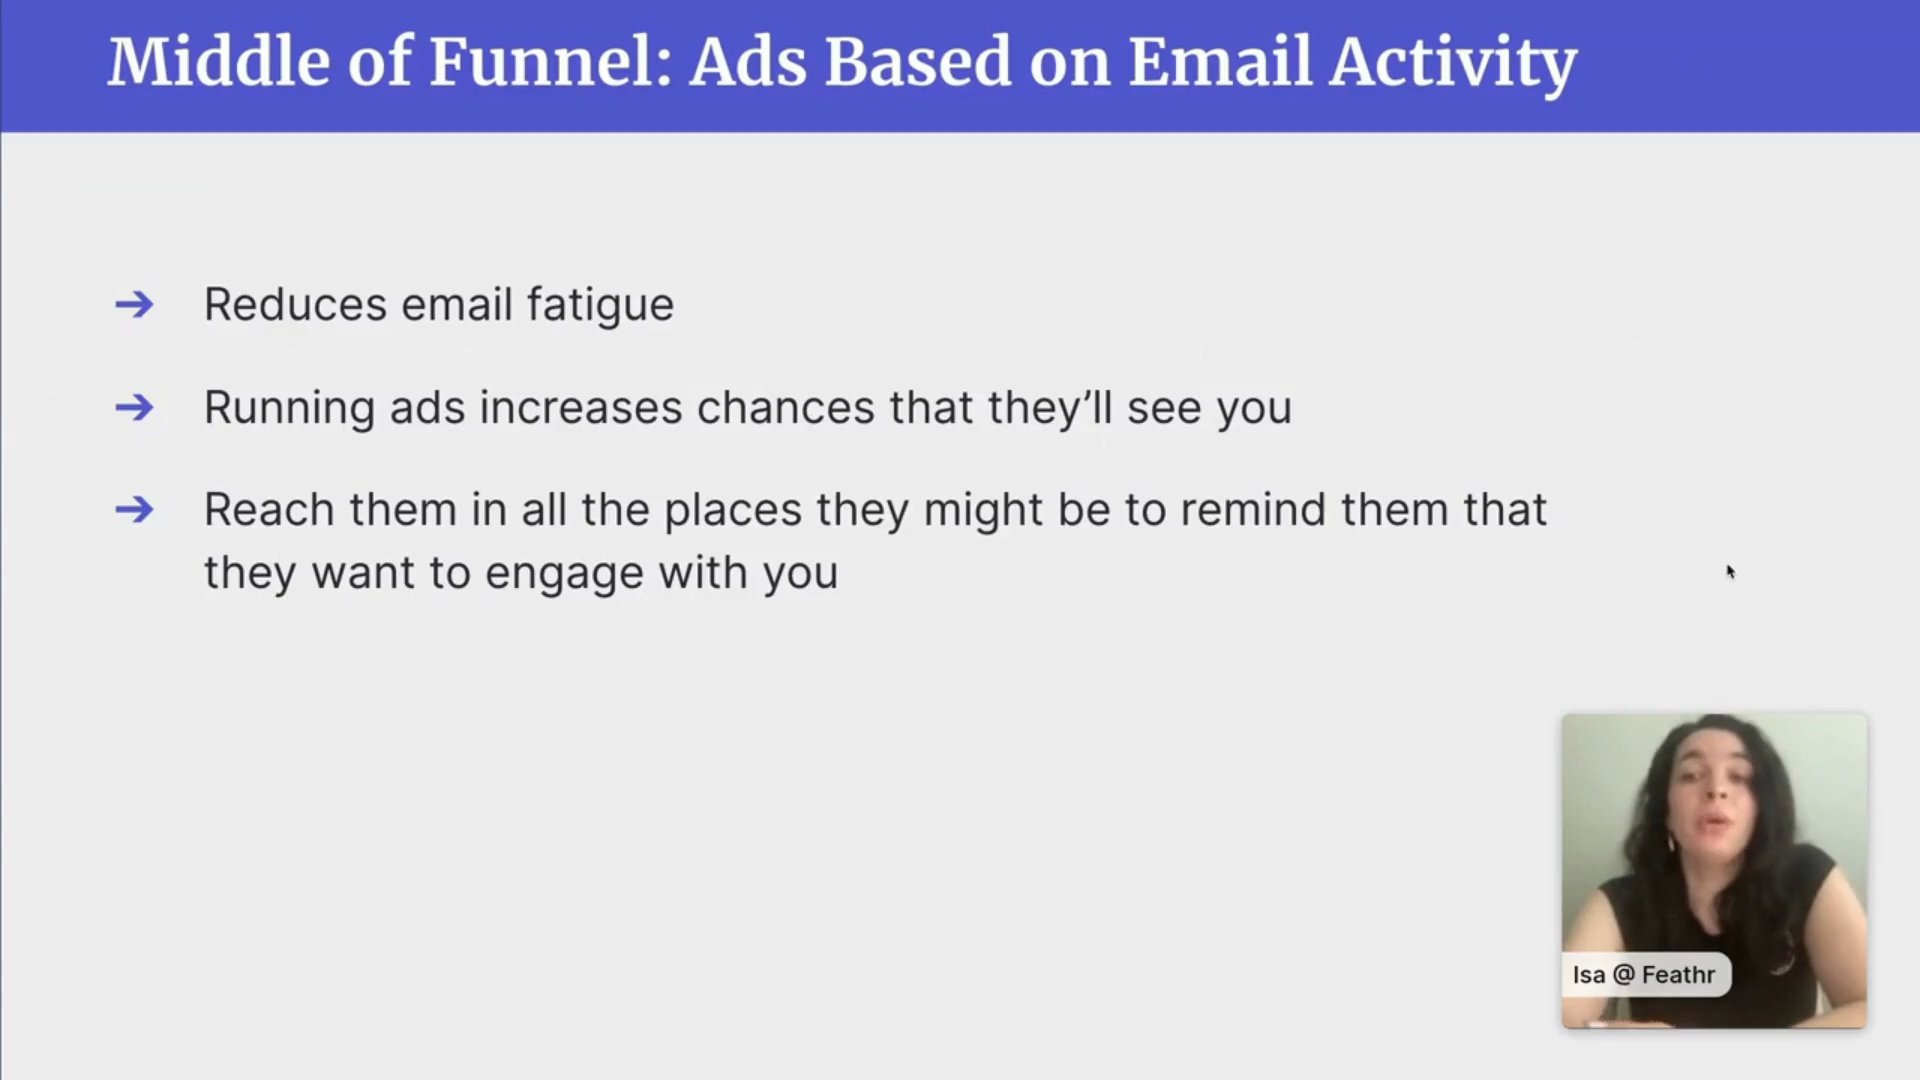 Middle of Funnel: Ads Based on Email Activity
Reduces email fatigue
Running ads increases chances that they’ll see you
Reach them in all the places they might be to remind them that
they want to engage with you
Isa @ Feathr